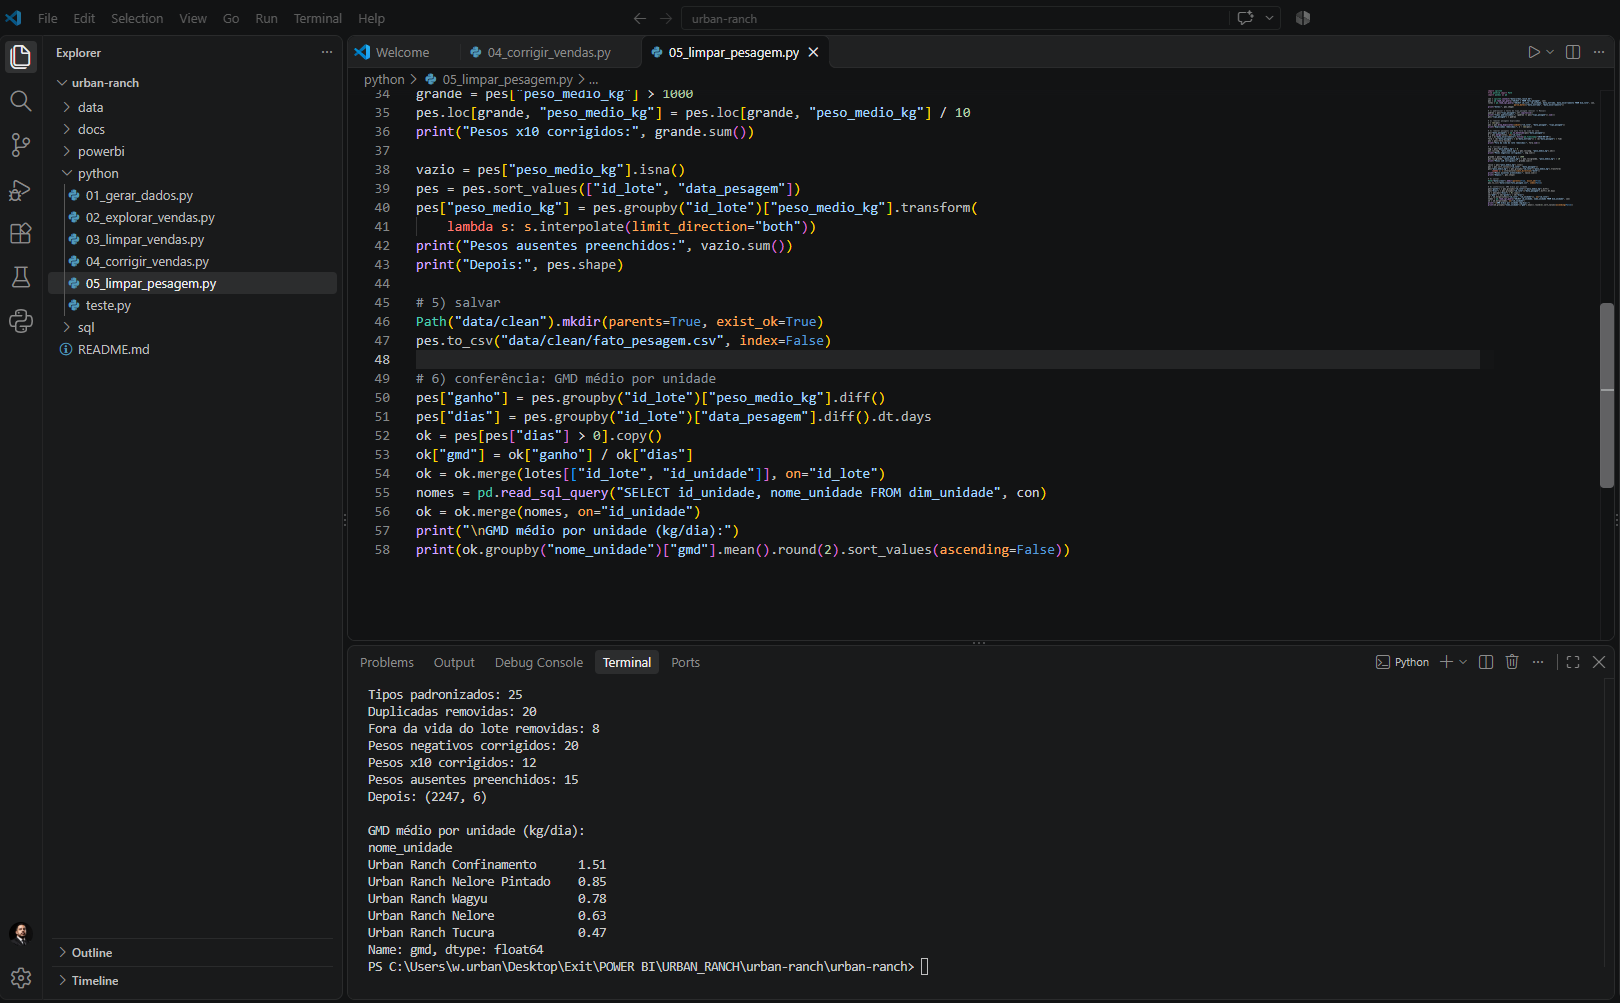 File Edit Selection View Go Run Terminal Help
urban-ranch
Explorer
urban-ranch
data
docs
powerbi
python
01_gerar_dados.py
02_explorar_vendas.py
03_limpar_vendas.py
04_corrigir_vendas.py
05_limpar_pesagem.py
teste.py
sql
README.md
Outline
Timeline
Welcome 04_corrigir_vendas.py 05_limpar_pesagem.py
python > 05_limpar_pesagem.py > ...
34 grande = pes["peso_medio_kg"] > 1000
35 pes.loc[grande, "peso_medio_kg"] = pes.loc[grande, "peso_medio_kg"] / 10
36 print("Pesos x10 corrigidos:", grande.sum())
37
38 vazio = pes["peso_medio_kg"].isna()
39 pes = pes.sort_values(["id_lote", "data_pesagem"])
40 pes["peso_medio_kg"] = pes.groupby("id_lote")["peso_medio_kg"].transform(
41     lambda s: s.interpolate(limit_direction="both"))
42 print("Pesos ausentes preenchidos:", vazio.sum())
43 print("Depois:", pes.shape)
44
45 # 5) salvar
46 Path("data/clean").mkdir(parents=True, exist_ok=True)
47 pes.to_csv("data/clean/fato_pesagem.csv", index=False)
48
49 # 6) conferência: GMD médio por unidade
50 pes["ganho"] = pes.groupby("id_lote")["peso_medio_kg"].diff()
51 pes["dias"] = pes.groupby("id_lote")["data_pesagem"].diff().dt.days
52 ok = pes[pes["dias"] > 0].copy()
53 ok["gmd"] = ok["ganho"] / ok["dias"]
54 ok = ok.merge(lotes[["id_lote", "id_unidade"]], on="id_lote")
55 nomes = pd.read_sql_query("SELECT id_unidade, nome_unidade FROM dim_unidade", con)
56 ok = ok.merge(nomes, on="id_unidade")
57 print("\nGMD médio por unidade (kg/dia):")
58 print(ok.groupby("nome_unidade")["gmd"].mean().round(2).sort_values(ascending=False))
Problems Output Debug Console Terminal Ports
Python
Tipos padronizados: 25
Duplicadas removidas: 20
Fora da vida do lote removidas: 8
Pesos negativos corrigidos: 20
Pesos x10 corrigidos: 12
Pesos ausentes preenchidos: 15
Depois: (2247, 6)
GMD médio por unidade (kg/dia):
nome_unidade
Urban Ranch Confinamento 1.51
Urban Ranch Nelore Pintado 0.85
Urban Ranch Wagyu 0.78
Urban Ranch Nelore 0.63
Urban Ranch Tucura 0.47
Name: gmd, dtype: float64
PS C:\Users\w.urban\Desktop\Exit\POWER BI\URBAN_RANCH\urban-ranch\urban-ranch>